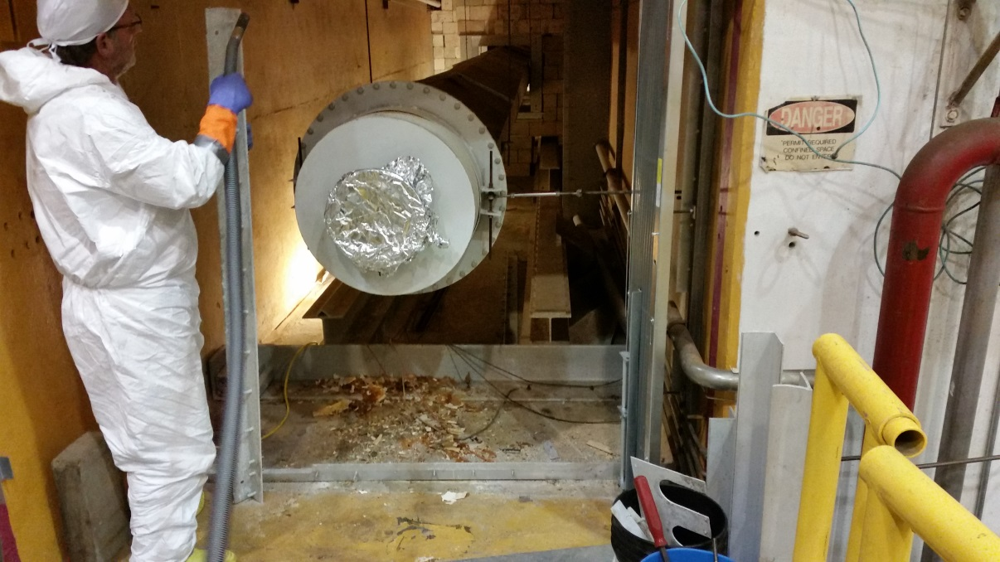 DANGER
PERMIT REQUIRED
CONFINED SPACE
DO NOT ENTER